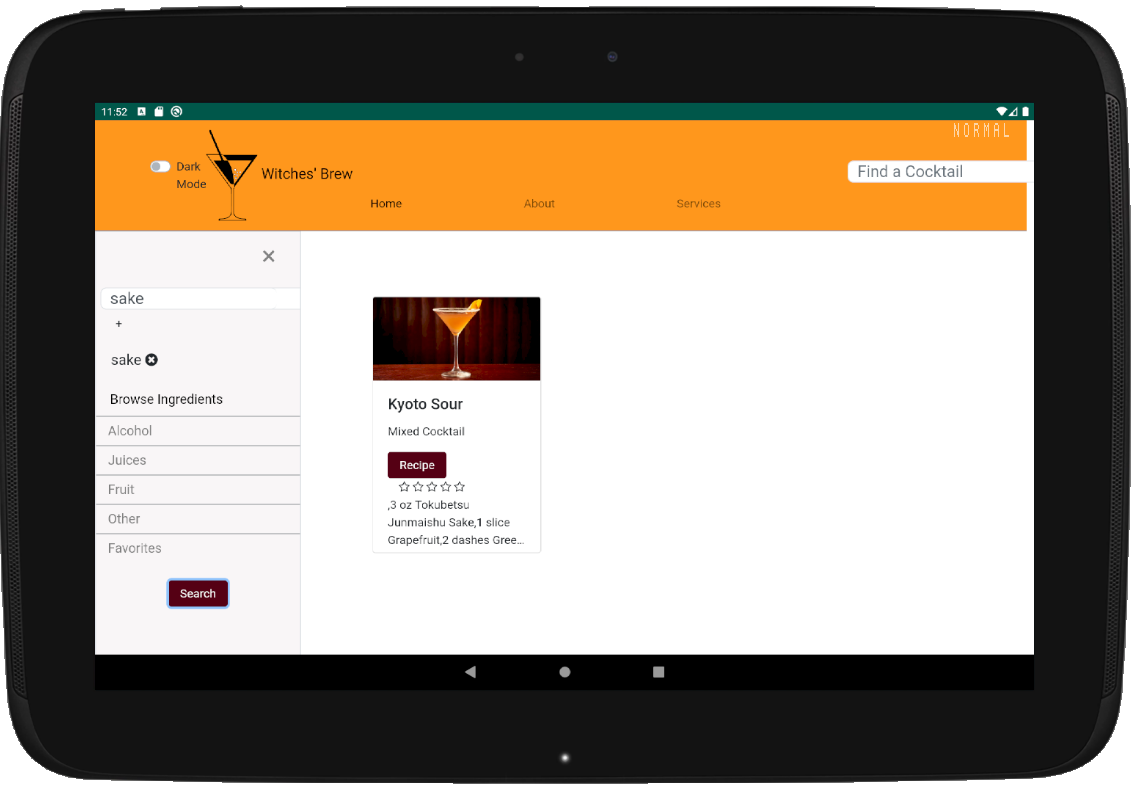 11:52
NORMAL
Dark
Mode
Witches' Brew
Find a Cocktail
Home
About
Services
×
sake
+
sake
Browse Ingredients
Alcohol
Juices
Fruit
Other
Favorites
Search
Kyoto Sour
Mixed Cocktail
Recipe
,3 oz Tokubetsu
Junmaishu Sake,1 slice
Grapefruit,2 dashes Gree...